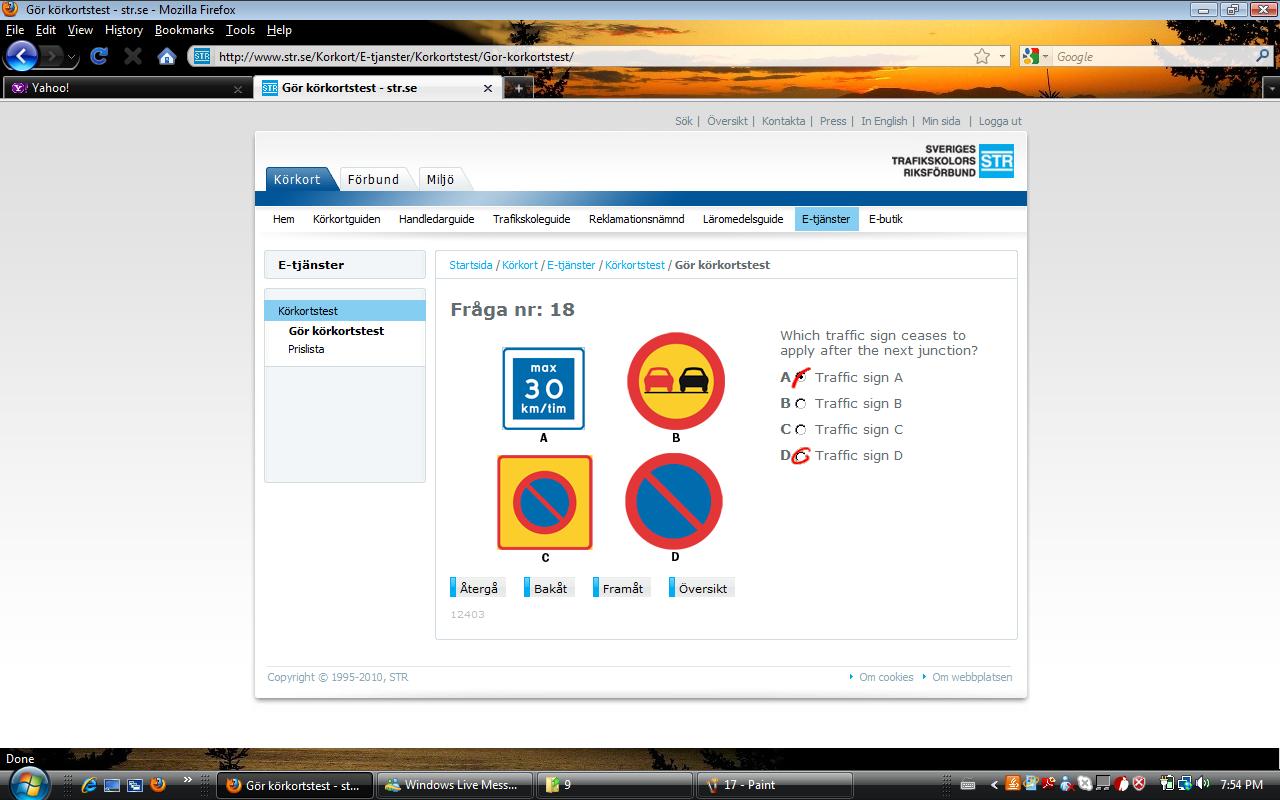 Gör körkortstest - str.se - Mozilla Firefox
File Edit View History Bookmarks Tools Help
STR http://www.str.se/Korkort/E-tjanster/Korkortstest/Gor-korkortstest/ Google
Yahoo! STR Gör körkortstest - str.se
Sök | Översikt | Kontakta | Press | In English | Min sida | Logga ut
SVERIGES
TRAFIKSKOLORS STR
RIKSFÖRBUND
Körkort Förbund Miljö
Hem Körkortguiden Handledarguide Trafikskoleguide Reklamationsnämnd Läromedelsguide E-tjänster E-butik
E-tjänster
Startsida / Körkort / E-tjänster / Körkortstest / Gör körkortstest
Körkortstest
Gör körkortstest
Prislista
Fråga nr: 18
max
30
km/tim
A
B
C
D
Which traffic sign ceases to
apply after the next junction?
A Traffic sign A
B Traffic sign B
C Traffic sign C
D Traffic sign D
Återgå Bakåt Framåt Översikt
12403
Copyright © 1995-2010, STR Om cookies Om webbplatsen
Done
Gör körkortstest - st... Windows Live Mess... 9 17 - Paint 7:54 PM